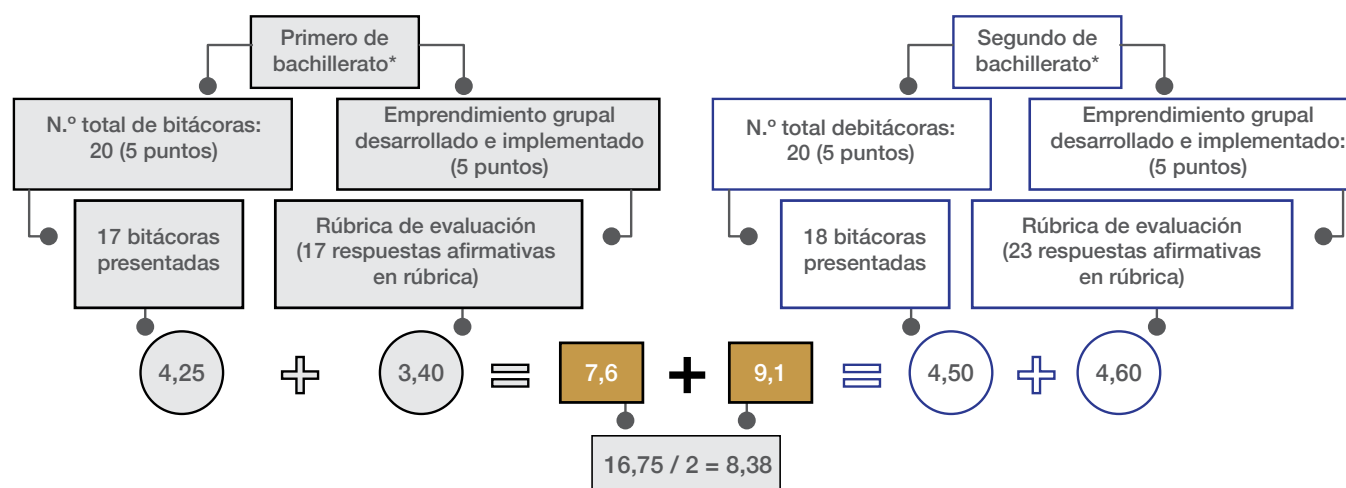 Primero de
bachillerato*
N.º total de bitácoras:
20 (5 puntos)
Emprendimiento grupal
desarrollado e implementado
(5 puntos)
17 bitácoras
presentadas
Rúbrica de evaluación
(17 respuestas afirmativas
en rúbrica)
Segundo de
bachillerato*
N.º total debitácoras:
20 (5 puntos)
Emprendimiento grupal
desarrollado e implementado:
(5 puntos)
18 bitácoras
presentadas
Rúbrica de evaluación
(23 respuestas afirmativas
en rúbrica)
4,25 + 3,40 = 7,6 + 9,1 = 4,50 + 4,60
16,75 / 2 = 8,38